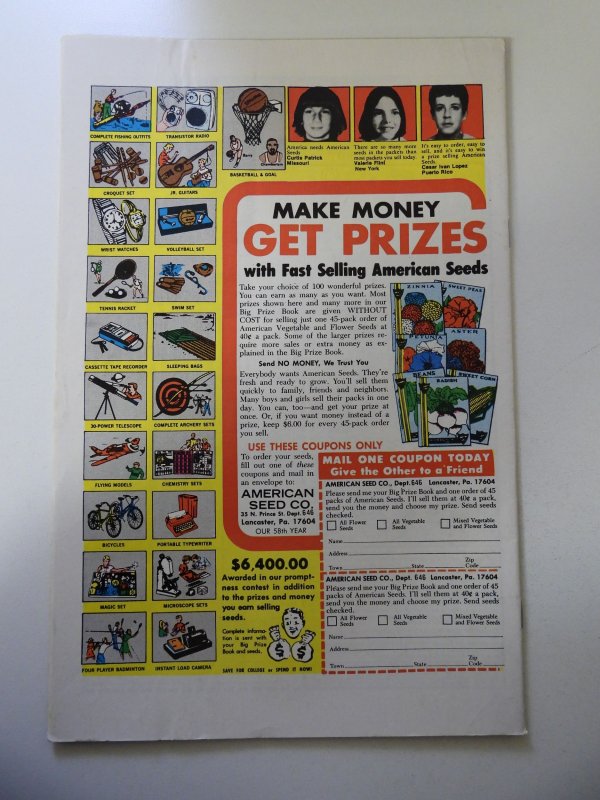 COMPLETE FISHING OUTFITS
TRANSISTOR RADIO
CROQUET SET
JR. GUITARS
WRIST WATCHES
VOLLEYBALL SET
TENNIS RACKET
SWIM SET
CASSETTE TAPE RECORDER
SLEEPING BAGS
30-POWER TELESCOPE
COMPLETE ARCHERY SETS
FLYING MODELS
CHEMISTRY SETS
BICYCLES
PORTABLE TYPEWRITER
MAGIC SET
MICROSCOPE SETS
FOUR PLAYER BADMINTON
INSTANT LOAD CAMERA
BASKETBALL & GOAL
America needs American
Seeds
Curtis Patrick
Missouri
There are so many more
seeds in the packets than
most packets you sell today.
Valerie Flint
New York
It's easy to order, easy to
sell, and it's easy to win
a prize selling American
Seeds.
Cesar Ivan Lopez
Puerto Rico
MAKE MONEY
GET PRIZES
with Fast Selling American Seeds
Take your choice of 100 wonderful prizes.
You can earn as many as you want. Most
prizes shown here and many more in our
Big Prize Book are given WITHOUT
COST for selling just one 45-pack order of
American Vegetable and Flower Seeds at
40¢ a pack. Some of the larger prizes re-
quire more sales or extra money as ex-
plained in the Big Prize Book.
Send NO MONEY, We Trust You
Everybody wants American Seeds. They're
fresh and ready to grow. You'll sell them
quickly to family, friends and neighbors.
Many boys and girls sell their packs in one
day. You can, too—and get your prize at
once. Or, if you want money instead of a
prize, keep $6.00 for every 45-pack order
you sell.
ZINNIA
SWEET PEAS
PETUNIA
ASTER
BEANS
RADISH
SWEET CORN
USE THESE COUPONS ONLY
To order your seeds,
fill out one of these
coupons and mail in
an envelope to:
AMERICAN
SEED CO.
35 N. Prince St. Dept. 646
Lancaster, Pa. 17604
OUR 58th YEAR
MAIL ONE COUPON TODAY
Give the Other to a Friend
AMERICAN SEED CO., Dept. 646 Lancaster, Pa. 17604
Please send me your Big Prize Book and one order of 45
packs of American Seeds. I'll sell them at 40¢ a pack,
send you the money and choose my prize. Send seeds
checked.
All Flower Seeds
All Vegetable Seeds
Mixed Vegetable and Flower Seeds
Name
Address
Town State Zip Code
AMERICAN SEED CO., Dept. 646 Lancaster, Pa. 17604
Please send me your Big Prize Book and one order of 45
packs of American Seeds. I'll sell them at 40¢ a pack,
send you the money and choose my prize. Send seeds
checked.
All Flower Seeds
All Vegetable Seeds
Mixed Vegetable and Flower Seeds
Name
Address
Town State Zip Code
$6,400.00
Awarded in our prompt-
ness contest in addition
to the prizes and money
you earn selling
seeds.
Complete informa-
tion is sent with
your Big Prize
Book and seeds.
$
$
SAVE FOR COLLEGE or SPEND IT NOW!